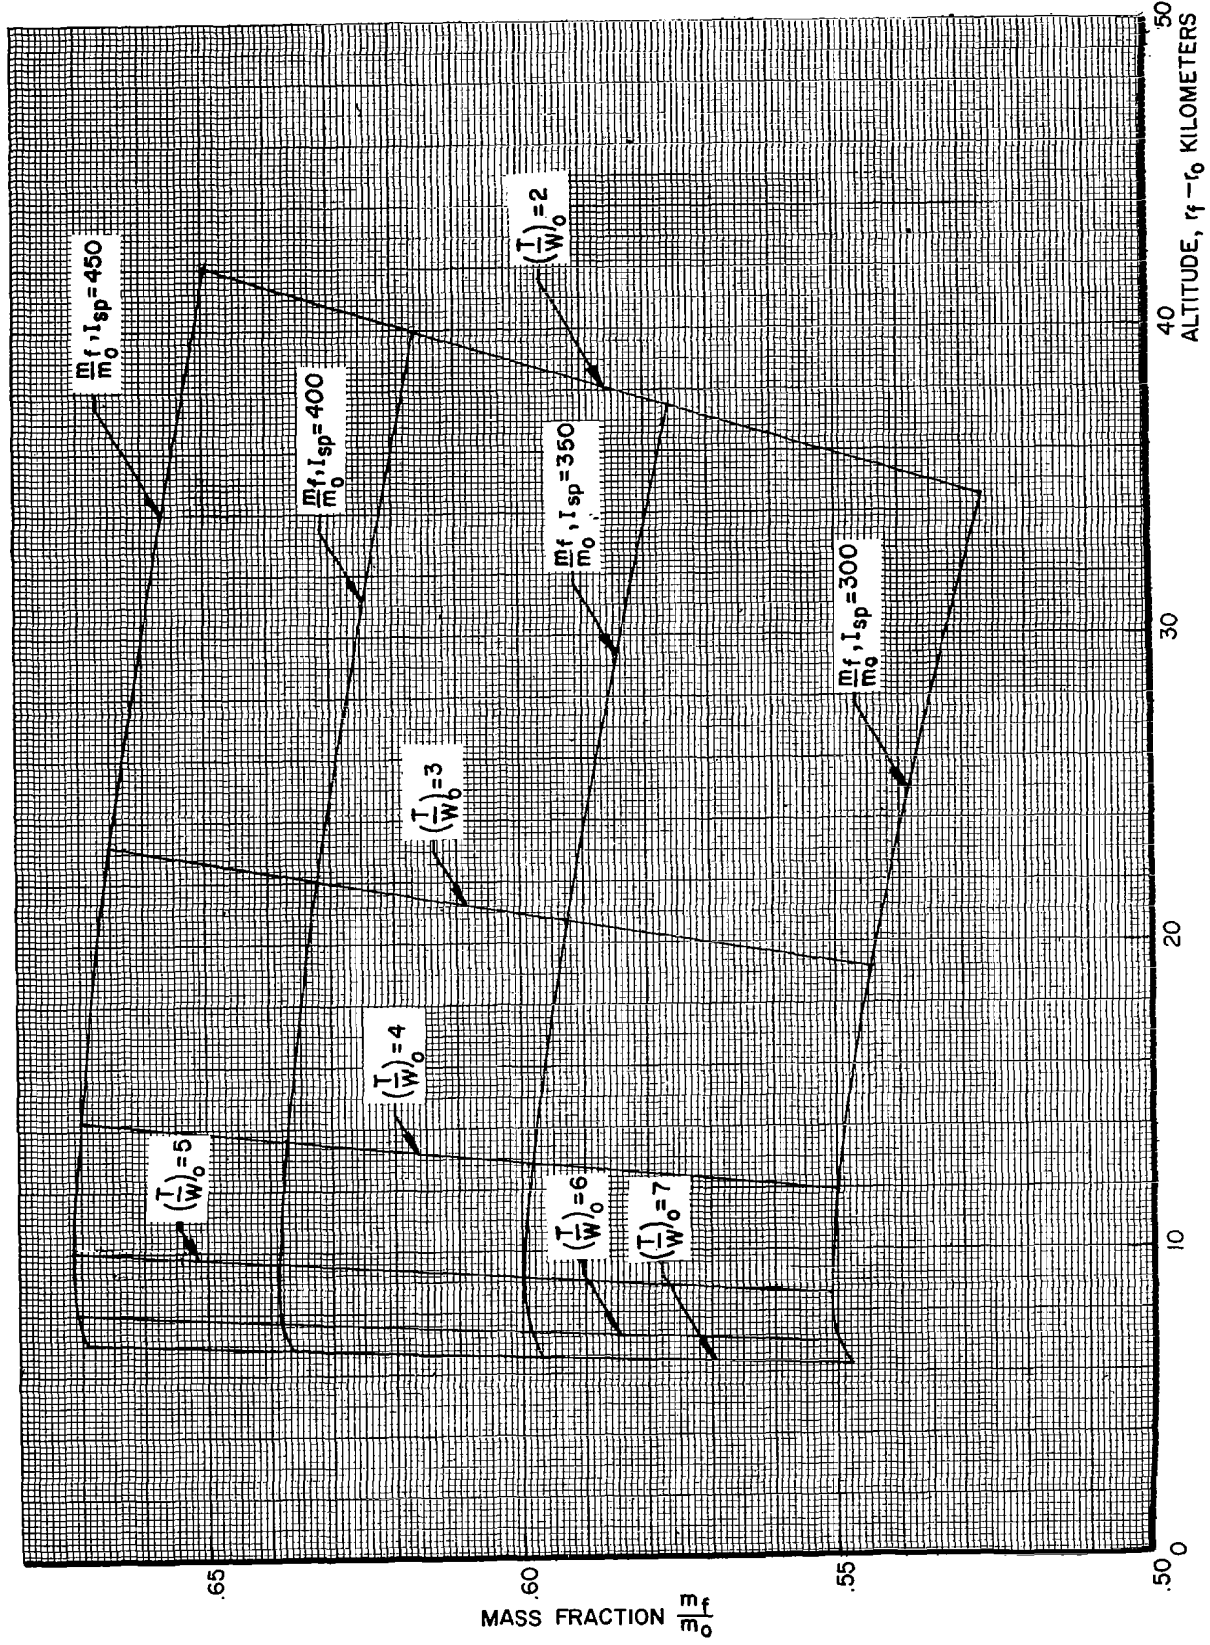 m_f/m_o, I_sp=450
m_f/m_o, I_sp=400
m_f/m_o, I_sp=350
m_f/m_o, I_sp=300
(T/W)_o=2
(T/W)_o=3
(T/W)_o=4
(T/W)_o=5
(T/W)_o=6
(T/W)_o=7
MASS FRACTION m_f/m_o
.65
.60
.55
.50
0
10
20
30
40
50
ALTITUDE, r_f-r_o KILOMETERS